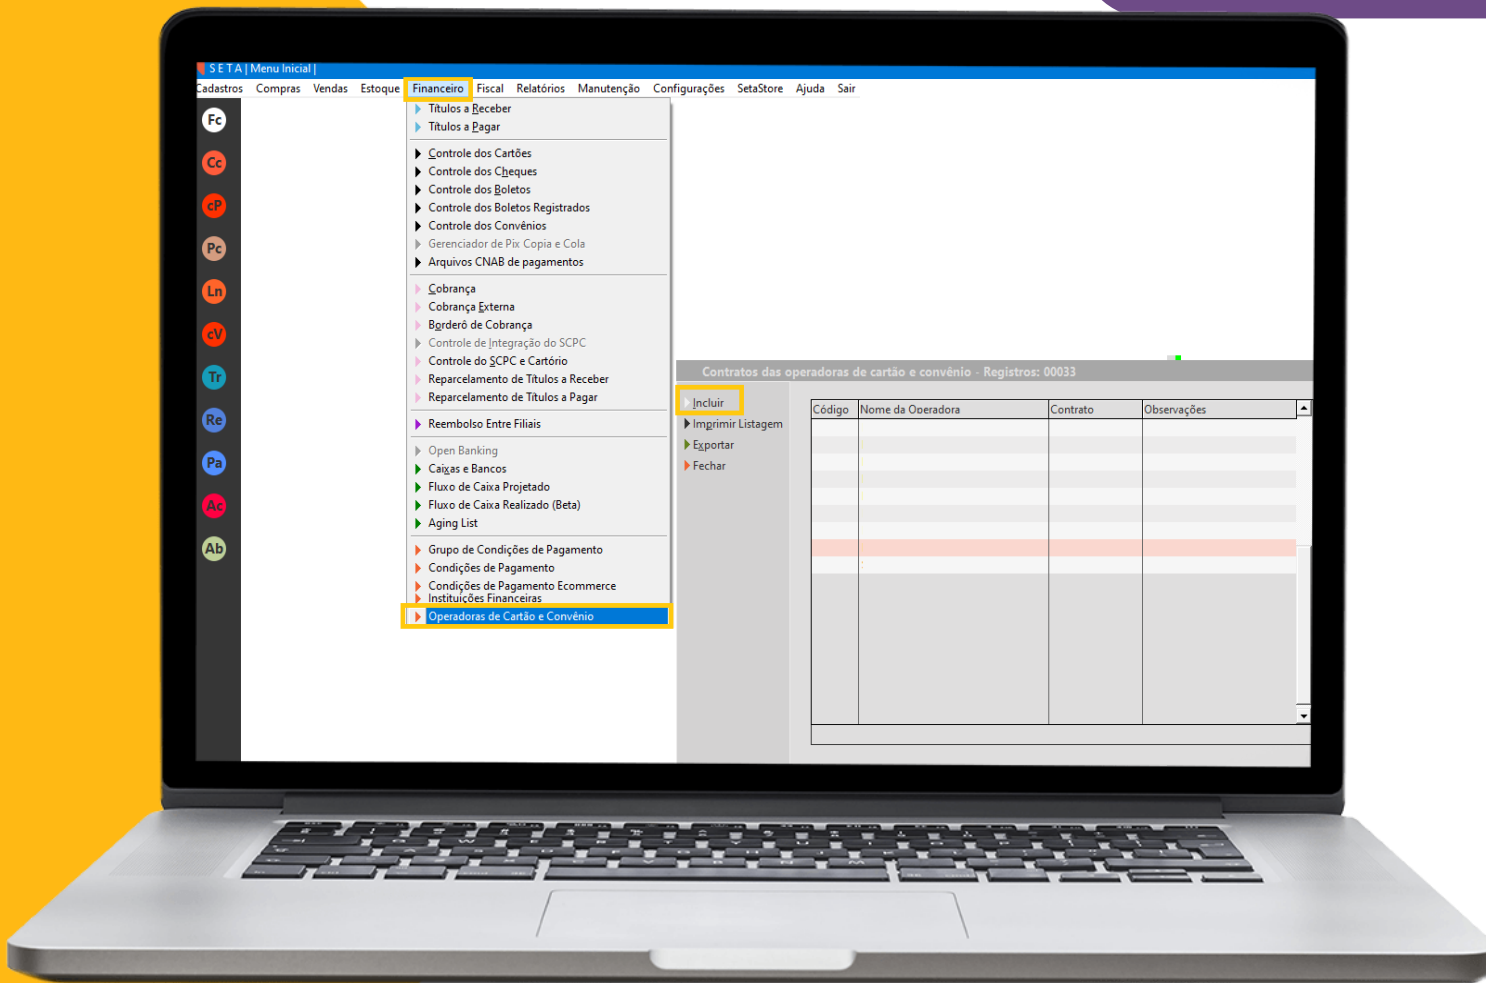 S E T A | Menu Inicial |
Cadastros Compras Vendas Estoque Financeiro Fiscal Relatórios Manutenção Configurações SetaStore Ajuda Sair
Fc
Cc
cP
Pc
Ln
cV
Tr
Re
Pa
Ac
Ab
Títulos a Receber
Títulos a Pagar
Controle dos Cartões
Controle dos Cheques
Controle dos Boletos
Controle dos Boletos Registrados
Controle dos Convênios
Gerenciador de Pix Copia e Cola
Arquivos CNAB de pagamentos
Cobrança
Cobrança Externa
Borderô de Cobrança
Controle de Integração do SCPC
Controle do SCPC e Cartório
Reparcelamento de Títulos a Receber
Reparcelamento de Títulos a Pagar
Reembolso Entre Filiais
Open Banking
Caixas e Bancos
Fluxo de Caixa Projetado
Fluxo de Caixa Realizado (Beta)
Aging List
Grupo de Condições de Pagamento
Condições de Pagamento
Condições de Pagamento Ecommerce
Instituições Financeiras
Operadoras de Cartão e Convênio
Contratos das operadoras de cartão e convênio - Registros: 00033
Incluir
Imprimir Listagem
Exportar
Fechar
Código Nome da Operadora Contrato Observações